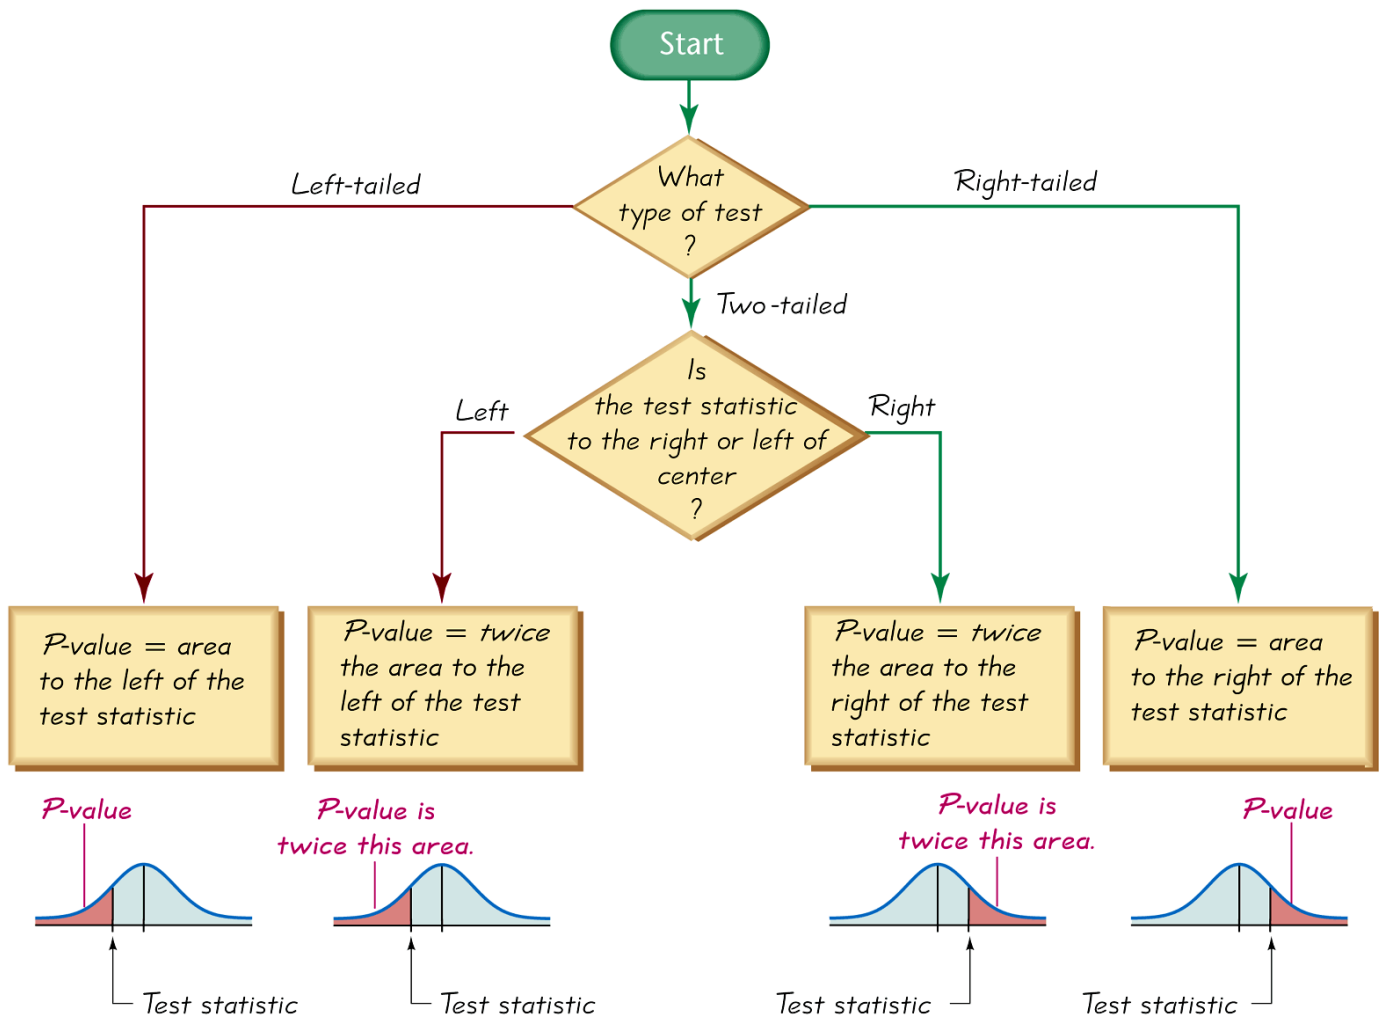 Start
What
type of test
?
Left-tailed
Right-tailed
Two-tailed
Is
the test statistic
to the right or left of
center
?
Left
Right
P-value = area
to the left of the
test statistic
P-value = twice
the area to the
left of the test
statistic
P-value = twice
the area to the
right of the test
statistic
P-value = area
to the right of the
test statistic
P-value
P-value is
twice this area.
P-value is
twice this area.
P-value
Test statistic
Test statistic
Test statistic
Test statistic